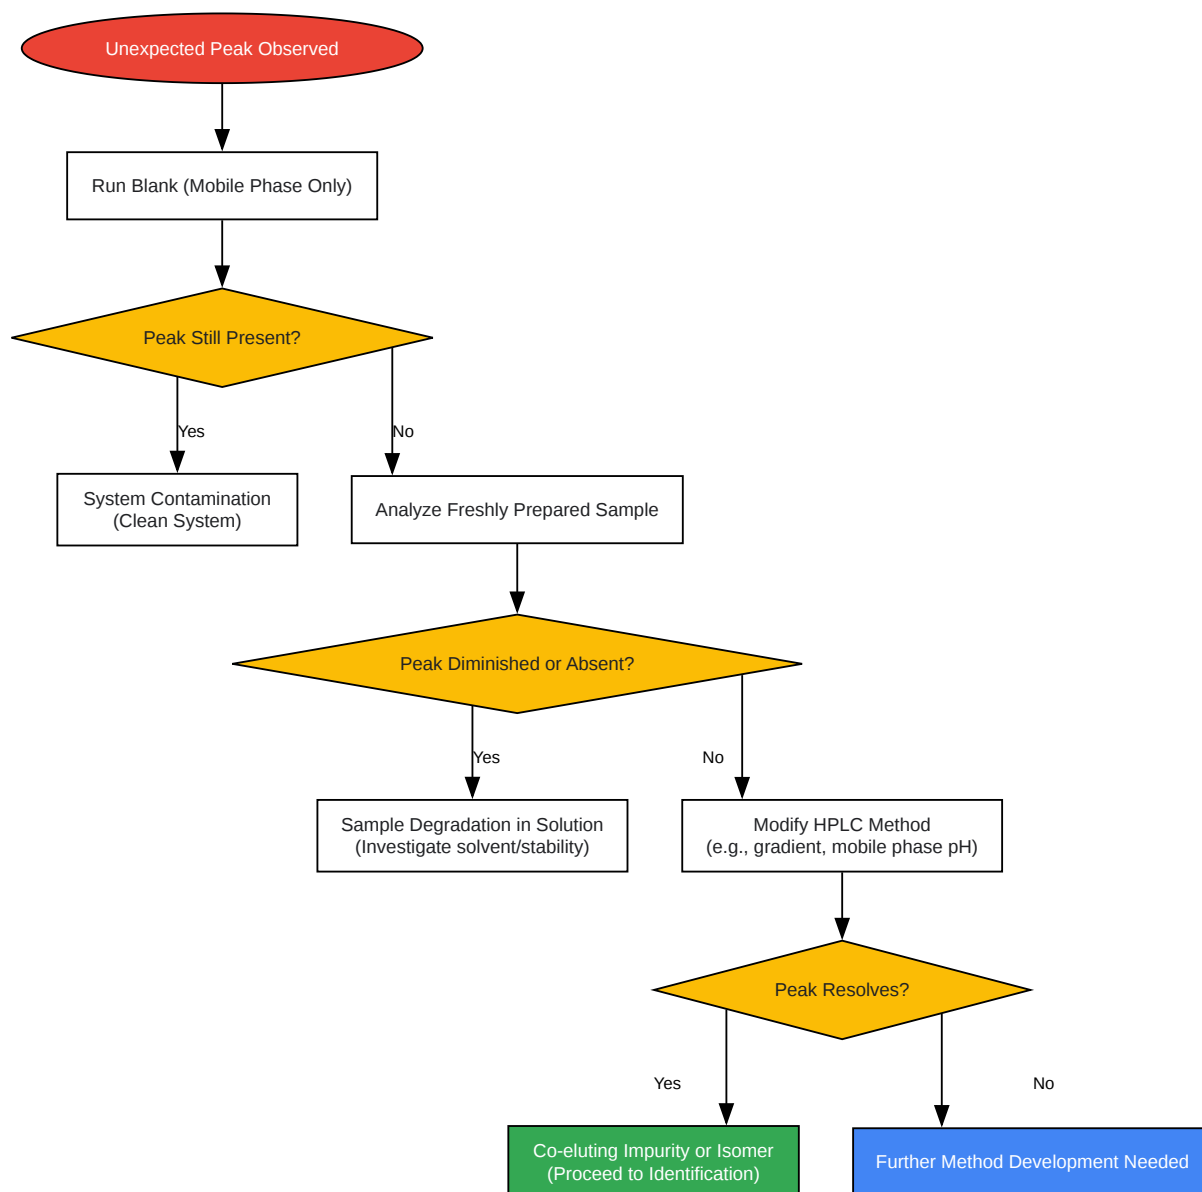 Unexpected Peak Observed
Run Blank (Mobile Phase Only)
Peak Still Present?
Yes
No
System Contamination
(Clean System)
Analyze Freshly Prepared Sample
Peak Diminished or Absent?
Yes
No
Sample Degradation in Solution
(Investigate solvent/stability)
Modify HPLC Method
(e.g., gradient, mobile phase pH)
Peak Resolves?
Yes
No
Co-eluting Impurity or Isomer
(Proceed to Identification)
Further Method Development Needed